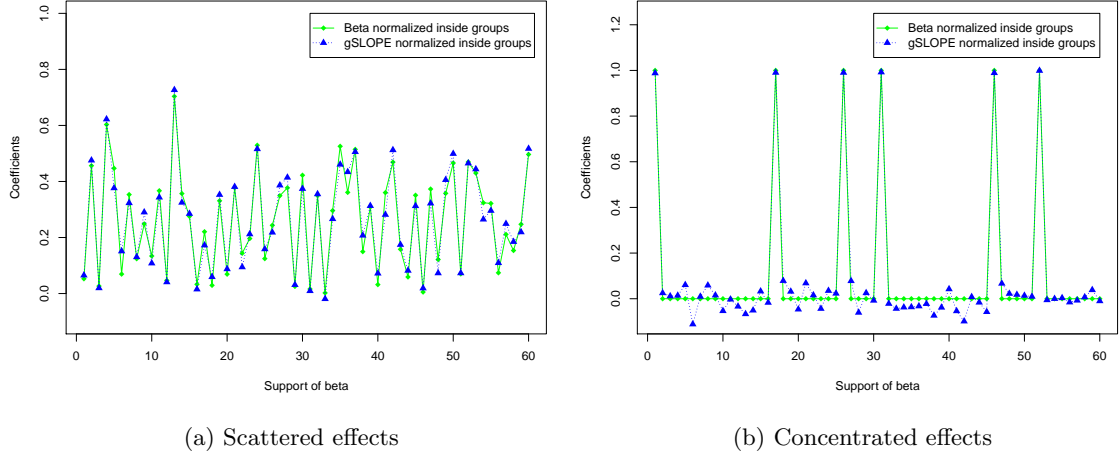 Beta normalized inside groups
gSLOPE normalized inside groups
Coefficients
0.0 0.2 0.4 0.6 0.8 1.0
0 10 20 30 40 50 60
Support of beta
(a) Scattered effects
Beta normalized inside groups
gSLOPE normalized inside groups
Coefficients
0.0 0.2 0.4 0.6 0.8 1.0 1.2
0 10 20 30 40 50 60
Support of beta
(b) Concentrated effects